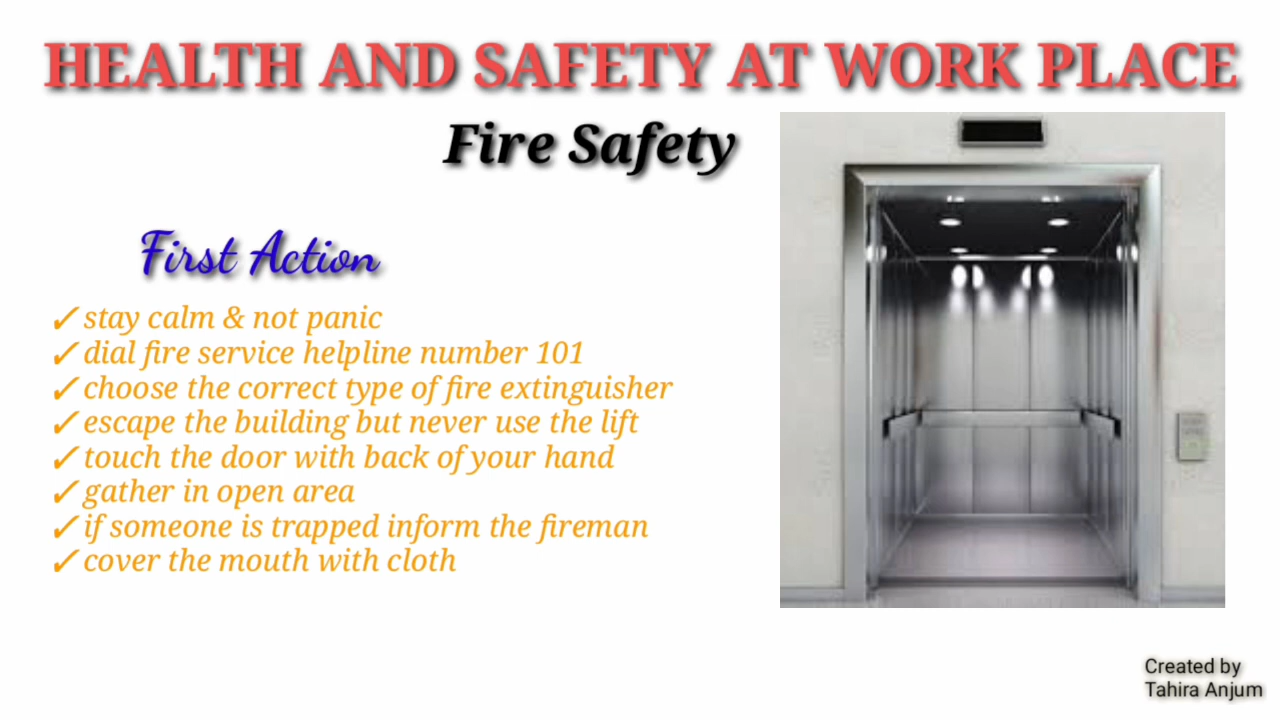 HEALTH AND SAFETY AT WORK PLACE
Fire Safety
First Action
✓ stay calm & not panic
✓ dial fire service helpline number 101
✓ choose the correct type of fire extinguisher
✓ escape the building but never use the lift
✓ touch the door with back of your hand
✓ gather in open area
✓ if someone is trapped inform the fireman
✓ cover the mouth with cloth
Created by
Tahira Anjum